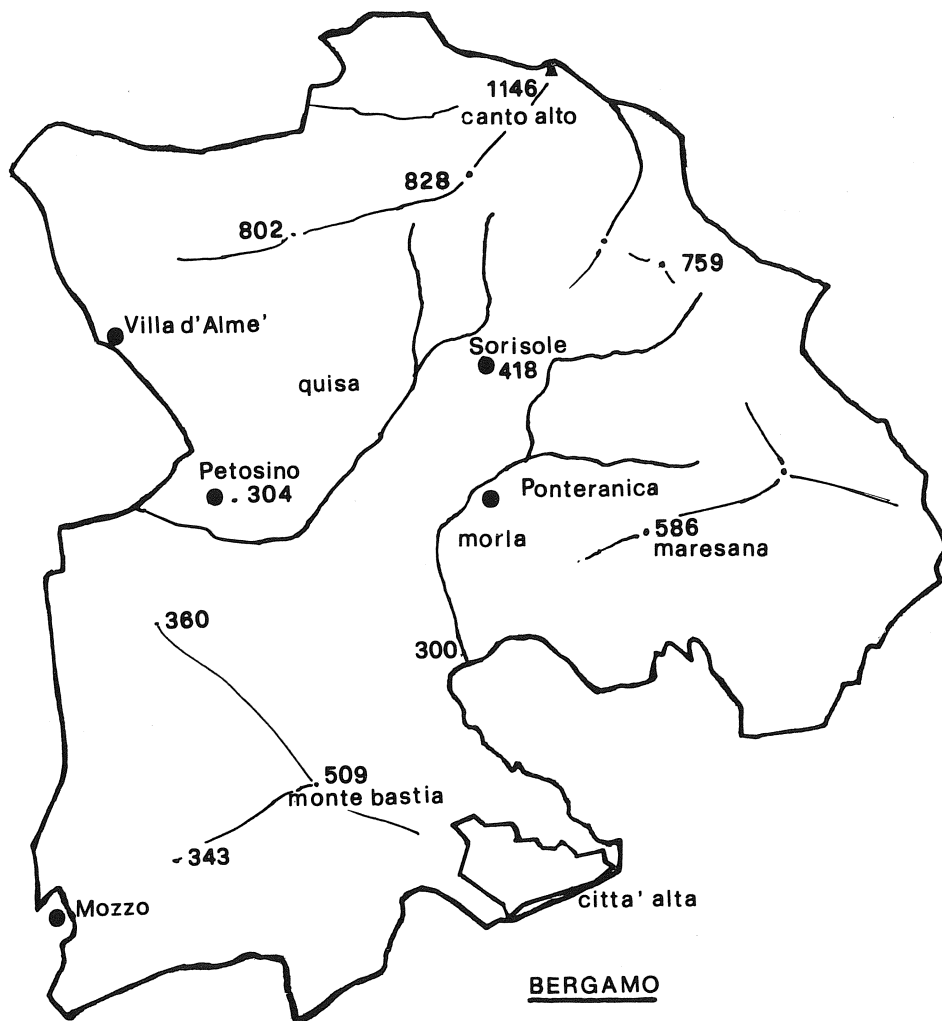 1146
canto alto
828
802
759
Villa d'Alme'
Sorisole
418
quisa
Petosino
. 304
Ponteranica
morla
586
maresana
360
300
509
monte bastia
343
Mozzo
citta' alta
BERGAMO